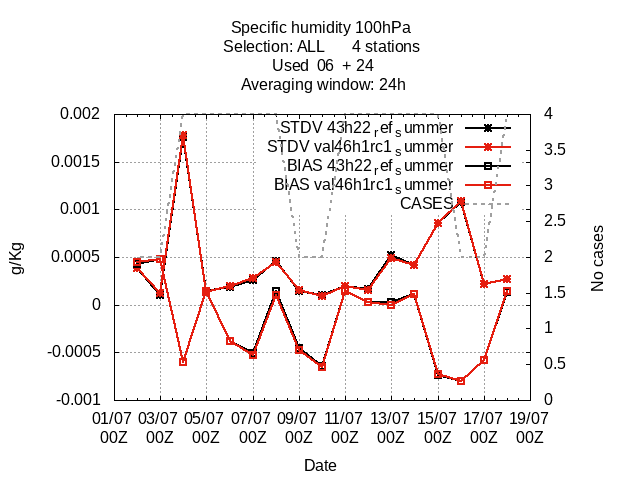 Specific humidity 100hPa
Selection: ALL 4 stations
Used 06 + 24
Averaging window: 24h
0.002
0.0015
0.001
0.0005
0
-0.0005
-0.001
g/Kg
STDV 43h22_ref_summer
STDV val46h1rc1_summer
BIAS 43h22_ref_summer
BIAS val46h1rc1_summer
CASES
4
3.5
3
2.5
2
1.5
1
0.5
0
No cases
01/07 03/07 05/07 07/07 09/07 11/07 13/07 15/07 17/07 19/07
00Z 00Z 00Z 00Z 00Z 00Z 00Z 00Z 00Z 00Z
Date